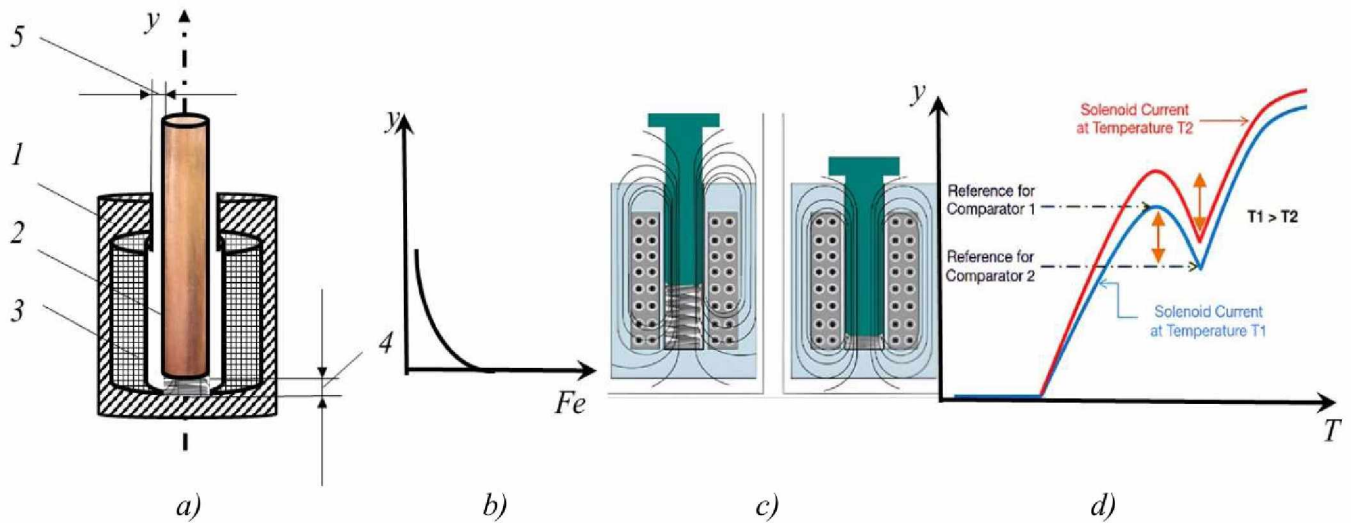 y
5
1
2
3
4
a)
y
Fe
b)
c)
y
Solenoid Current
at Temperature T2
Reference for
Comparator 1
T1 > T2
Reference for
Comparator 2
Solenoid Current
at Temperature T1
T
d)